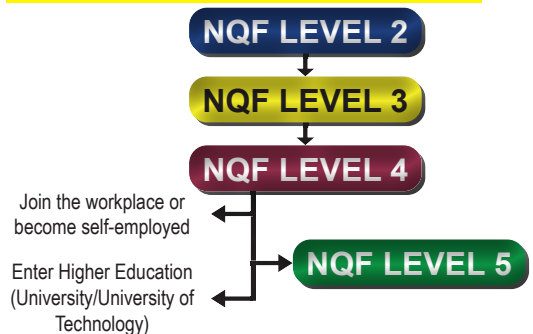 NQF LEVEL 2
NQF LEVEL 3
NQF LEVEL 4
Join the workplace or
become self-employed
NQF LEVEL 5
Enter Higher Education
(University/University of
Technology)